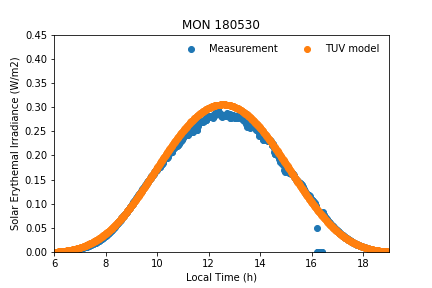 MON 180530
Measurement
TUV model
Solar Erythemal Irradiance (W/m2)
0.45
0.40
0.35
0.30
0.25
0.20
0.15
0.10
0.05
0.00
6 8 10 12 14 16 18
Local Time (h)